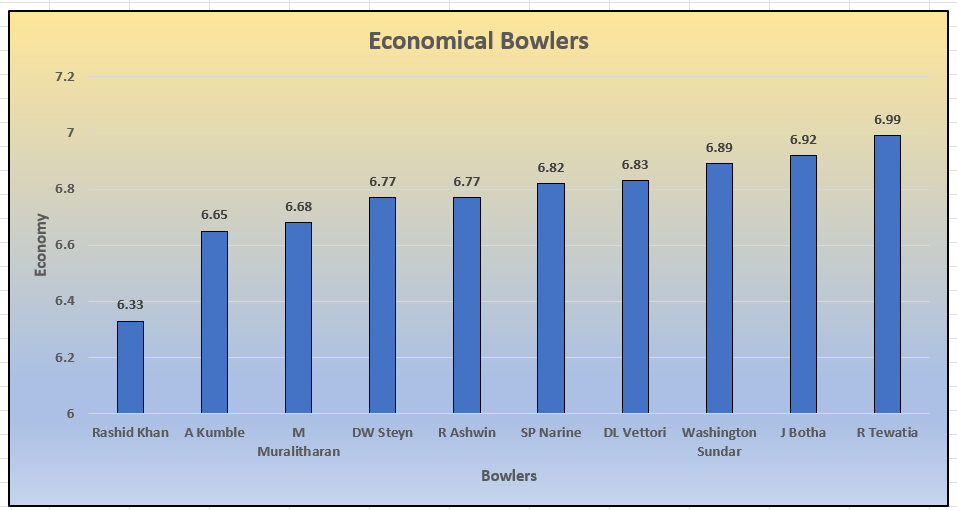 Economical Bowlers
7.2
7
6.8
6.6
6.4
6.2
6
Economy
6.33
6.65
6.68
6.77
6.77
6.82
6.83
6.89
6.92
6.99
Rashid Khan
A Kumble
M
Muralitharan
DW Steyn
R Ashwin
SP Narine
DL Vettori
Washington
Sundar
J Botha
R Tewatia
Bowlers